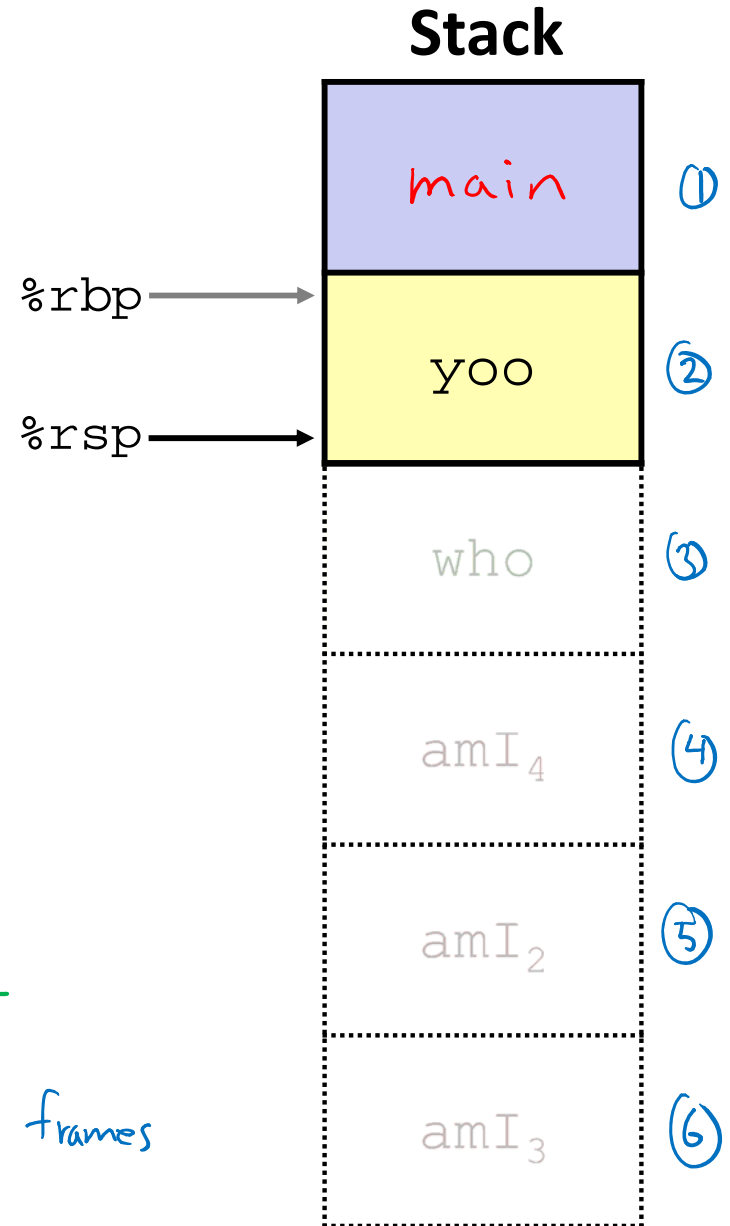 Stack
main ①
%rbp
yoo ②
%rsp
who ③
amI₄ ④
amI₂ ⑤
frames amI₃ ⑥